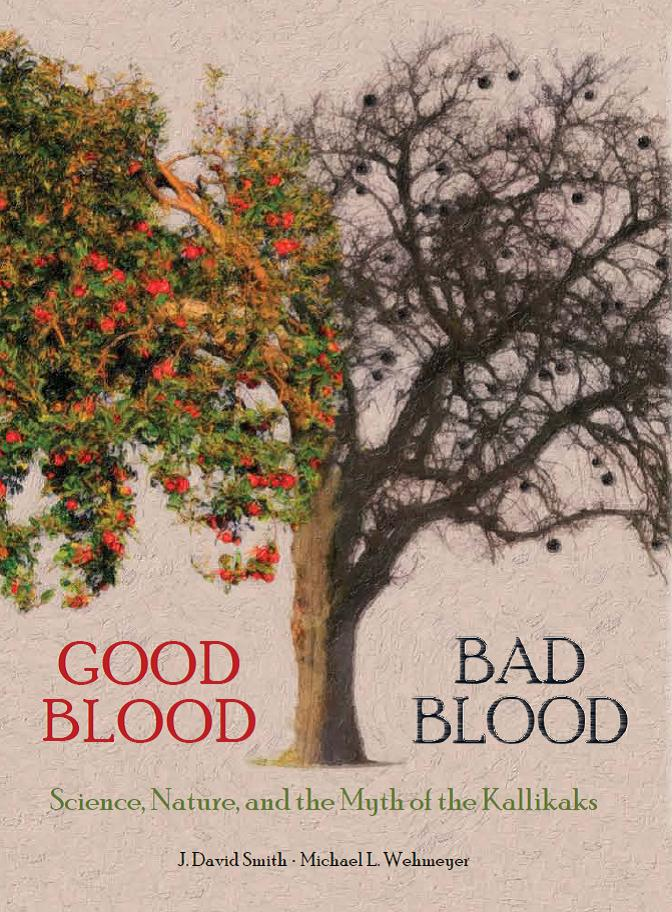 GOOD
BLOOD
BAD
BLOOD
Science, Nature, and the Myth of the Kallikaks
J. David Smith · Michael L. Wehmeyer